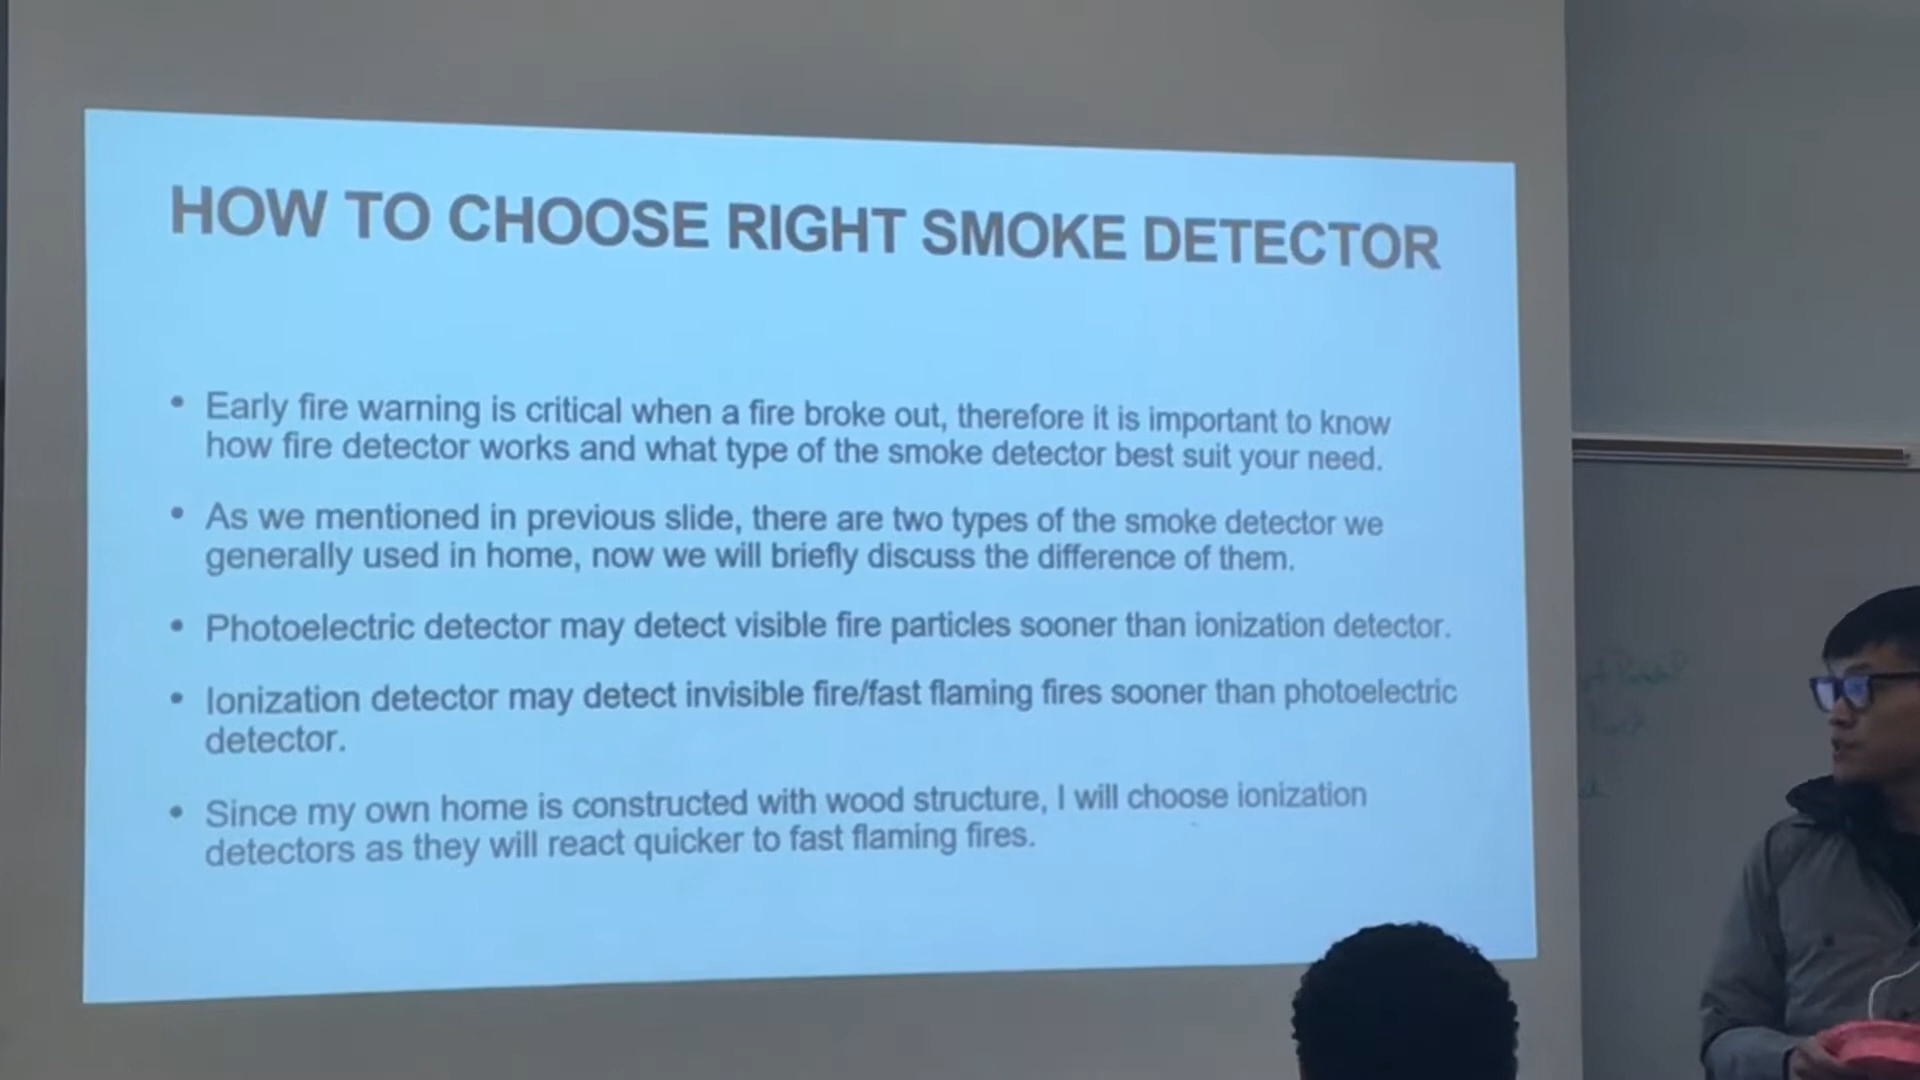 HOW TO CHOOSE RIGHT SMOKE DETECTOR
• Early fire warning is critical when a fire broke out, therefore it is important to know
how fire detector works and what type of the smoke detector best suit your need.
• As we mentioned in previous slide, there are two types of the smoke detector we
generally used in home, now we will briefly discuss the difference of them.
• Photoelectric detector may detect visible fire particles sooner than ionization detector.
• Ionization detector may detect invisible fire/fast flaming fires sooner than photoelectric
detector.
• Since my own home is constructed with wood structure, I will choose ionization
detectors as they will react quicker to fast flaming fires.